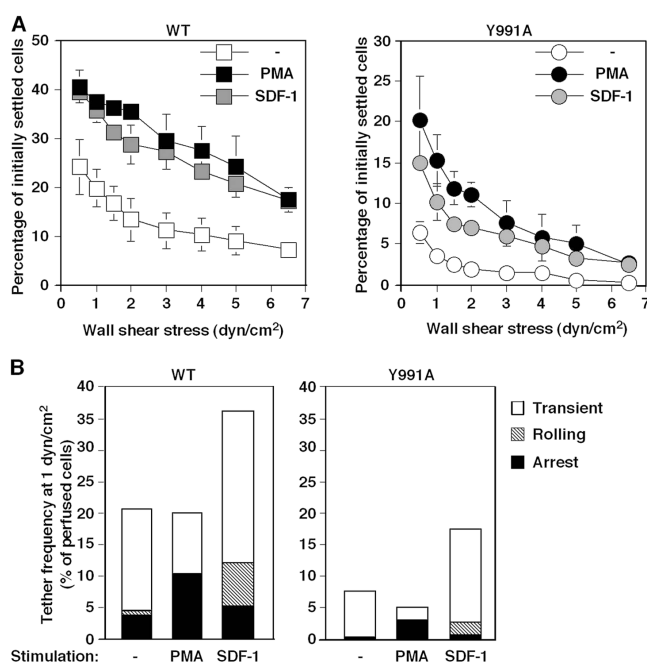 A
WT
Y991A
Percentage of initially settled cells
50
40
30
20
10
0
-
PMA
SDF-1
0 1 2 3 4 5 6 7
Wall shear stress (dyn/cm2)
Percentage of initially settled cells
30
25
20
15
10
5
0
-
PMA
SDF-1
0 1 2 3 4 5 6 7
Wall shear stress (dyn/cm2)
B
WT
Y991A
Tether frequency at 1 dyn/cm2
(% of perfused cells)
40
35
30
25
20
15
10
5
0
40
35
30
25
20
15
10
5
0
Transient
Rolling
Arrest
Stimulation: - PMA SDF-1 - PMA SDF-1